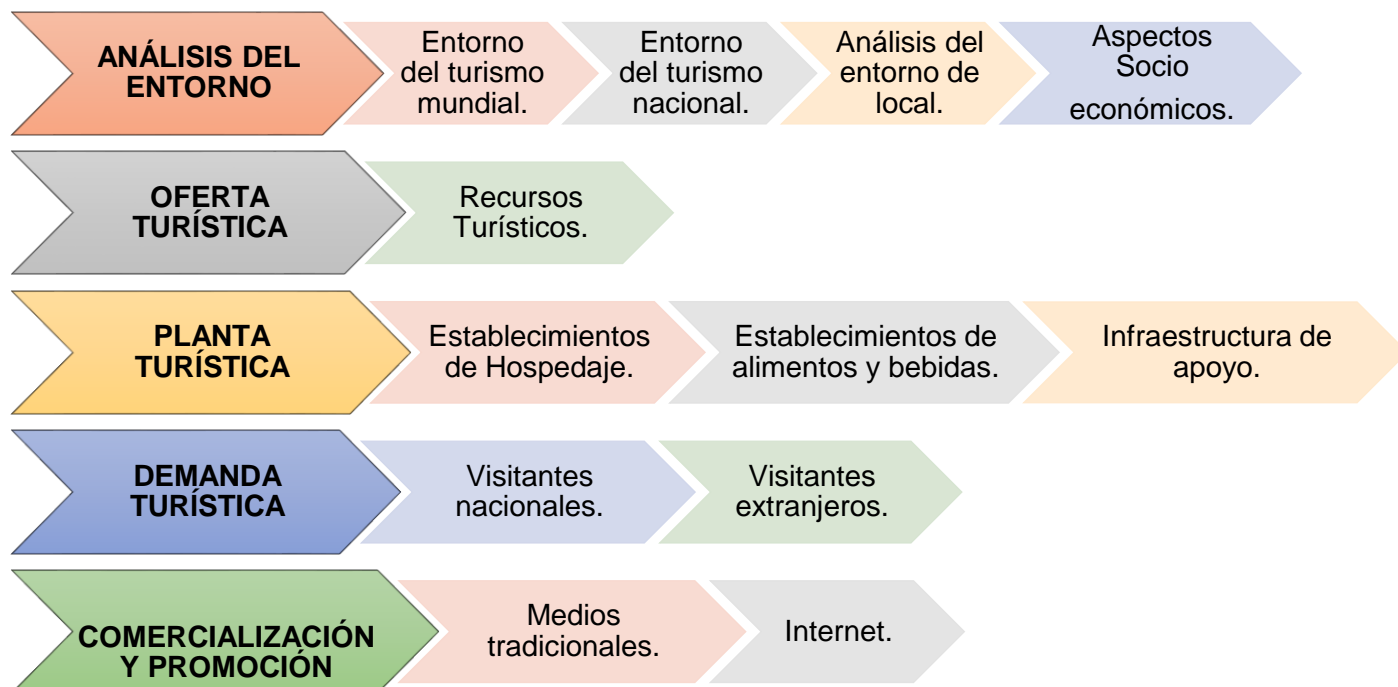 ANÁLISIS DEL
ENTORNO
Entorno
del turismo
mundial.
Entorno
del turismo
nacional.
Análisis del
entorno de
local.
Aspectos
Socio
económicos.
OFERTA
TURÍSTICA
Recursos
Turísticos.
PLANTA
TURÍSTICA
Establecimientos
de Hospedaje.
Establecimientos de
alimentos y bebidas.
Infraestructura de
apoyo.
DEMANDA
TURÍSTICA
Visitantes
nacionales.
Visitantes
extranjeros.
COMERCIALIZACIÓN
Y PROMOCIÓN
Medios
tradicionales.
Internet.